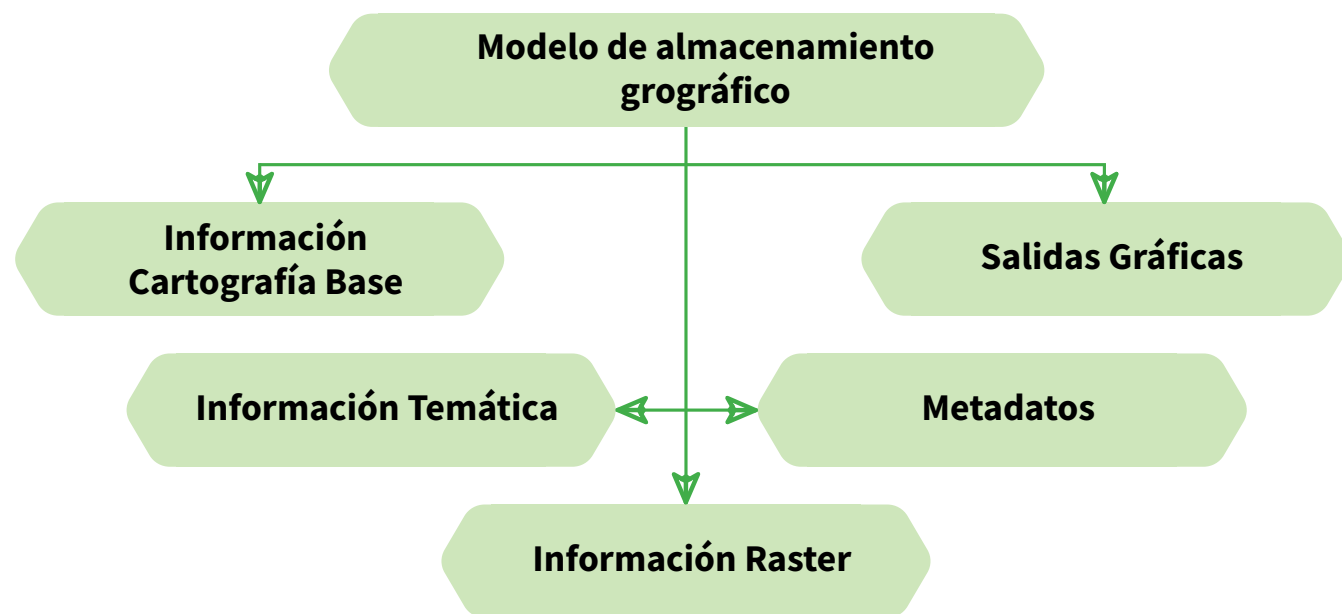 Modelo de almacenamiento
grográfico
Información
Cartografía Base
Salidas Gráficas
Información Temática
Metadatos
Información Raster